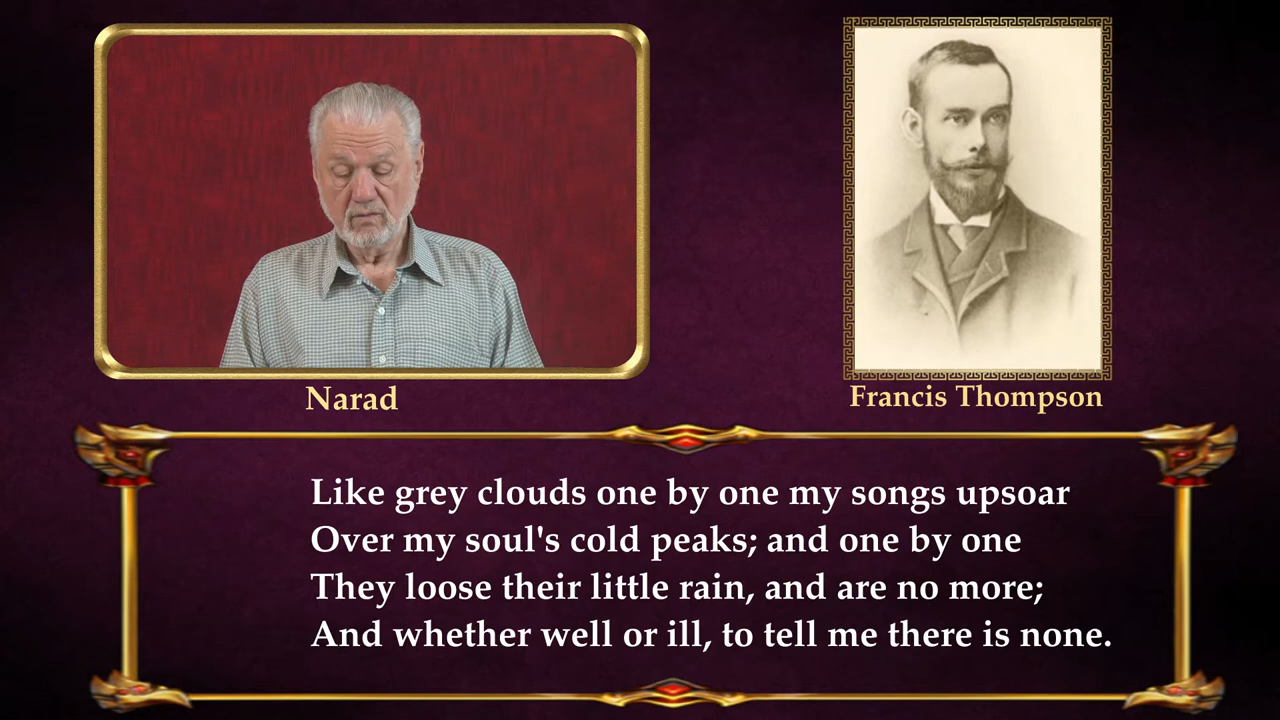 Narad
Francis Thompson
Like grey clouds one by one my songs upsoar
Over my soul's cold peaks; and one by one
They loose their little rain, and are no more;
And whether well or ill, to tell me there is none.